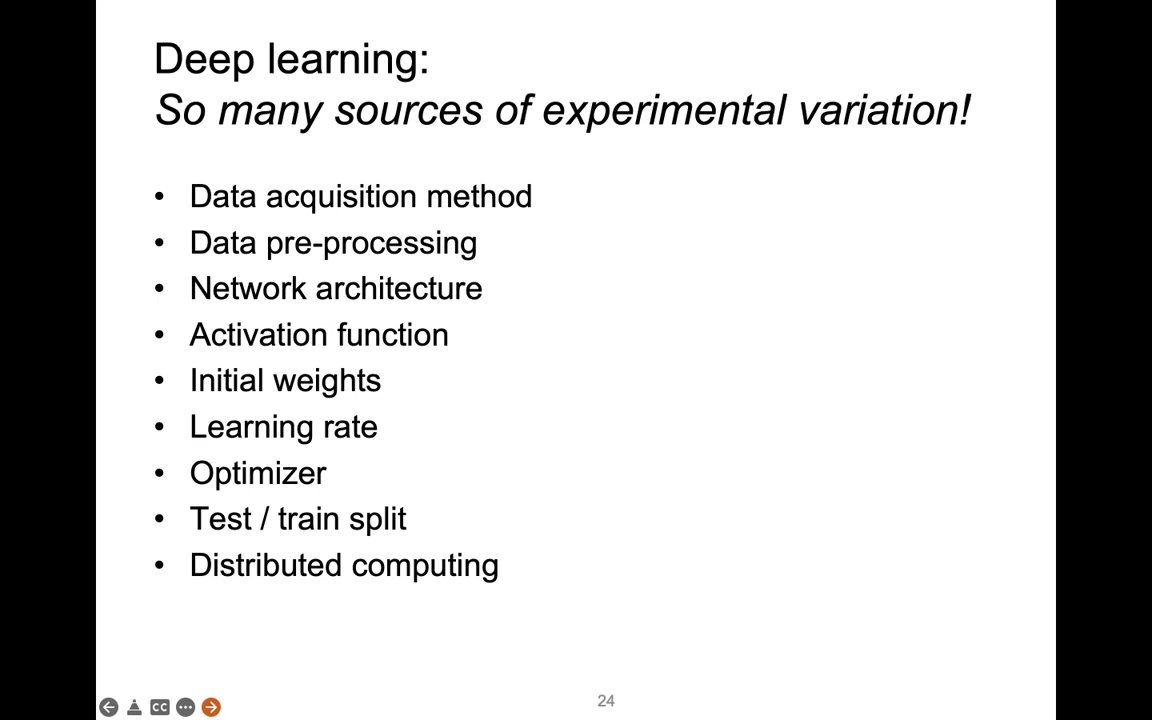 Deep learning:
So many sources of experimental variation!
• Data acquisition method
• Data pre-processing
• Network architecture
• Activation function
• Initial weights
• Learning rate
• Optimizer
• Test / train split
• Distributed computing
CC
24